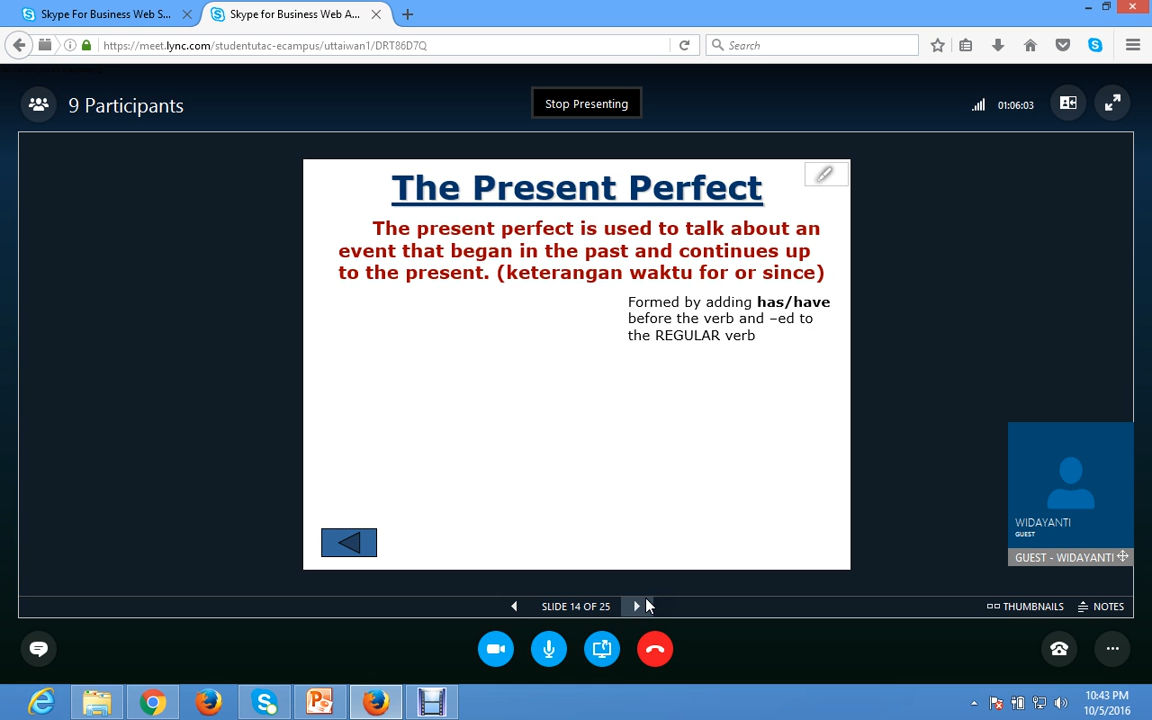 Skype For Business Web S...
Skype for Business Web A...
https://meet.lync.com/studentutac-ecampus/uttaiwan1/DRT86D7Q
Search
9 Participants
Stop Presenting
01:06:03
The Present Perfect
The present perfect is used to talk about an
event that began in the past and continues up
to the present. (keterangan waktu for or since)
Formed by adding has/have
before the verb and –ed to
the REGULAR verb
WIDAYANTI
GUEST
GUEST - WIDAYANTI
SLIDE 14 OF 25
THUMBNAILS
NOTES
10:43 PM
10/5/2016